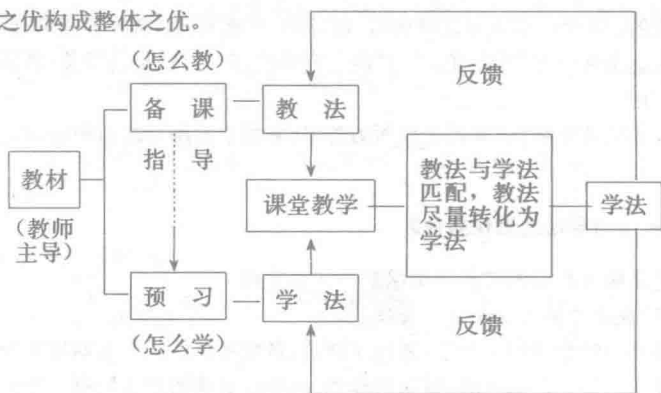 之优构成整体之优。
(怎么教)
反馈
备 课
教 法
指 导
教材
(教师
主导)
课堂教学
教法与学法
匹配，教法
尽量转化为
学法
学法
预 习
学 法
(怎么学)
反馈